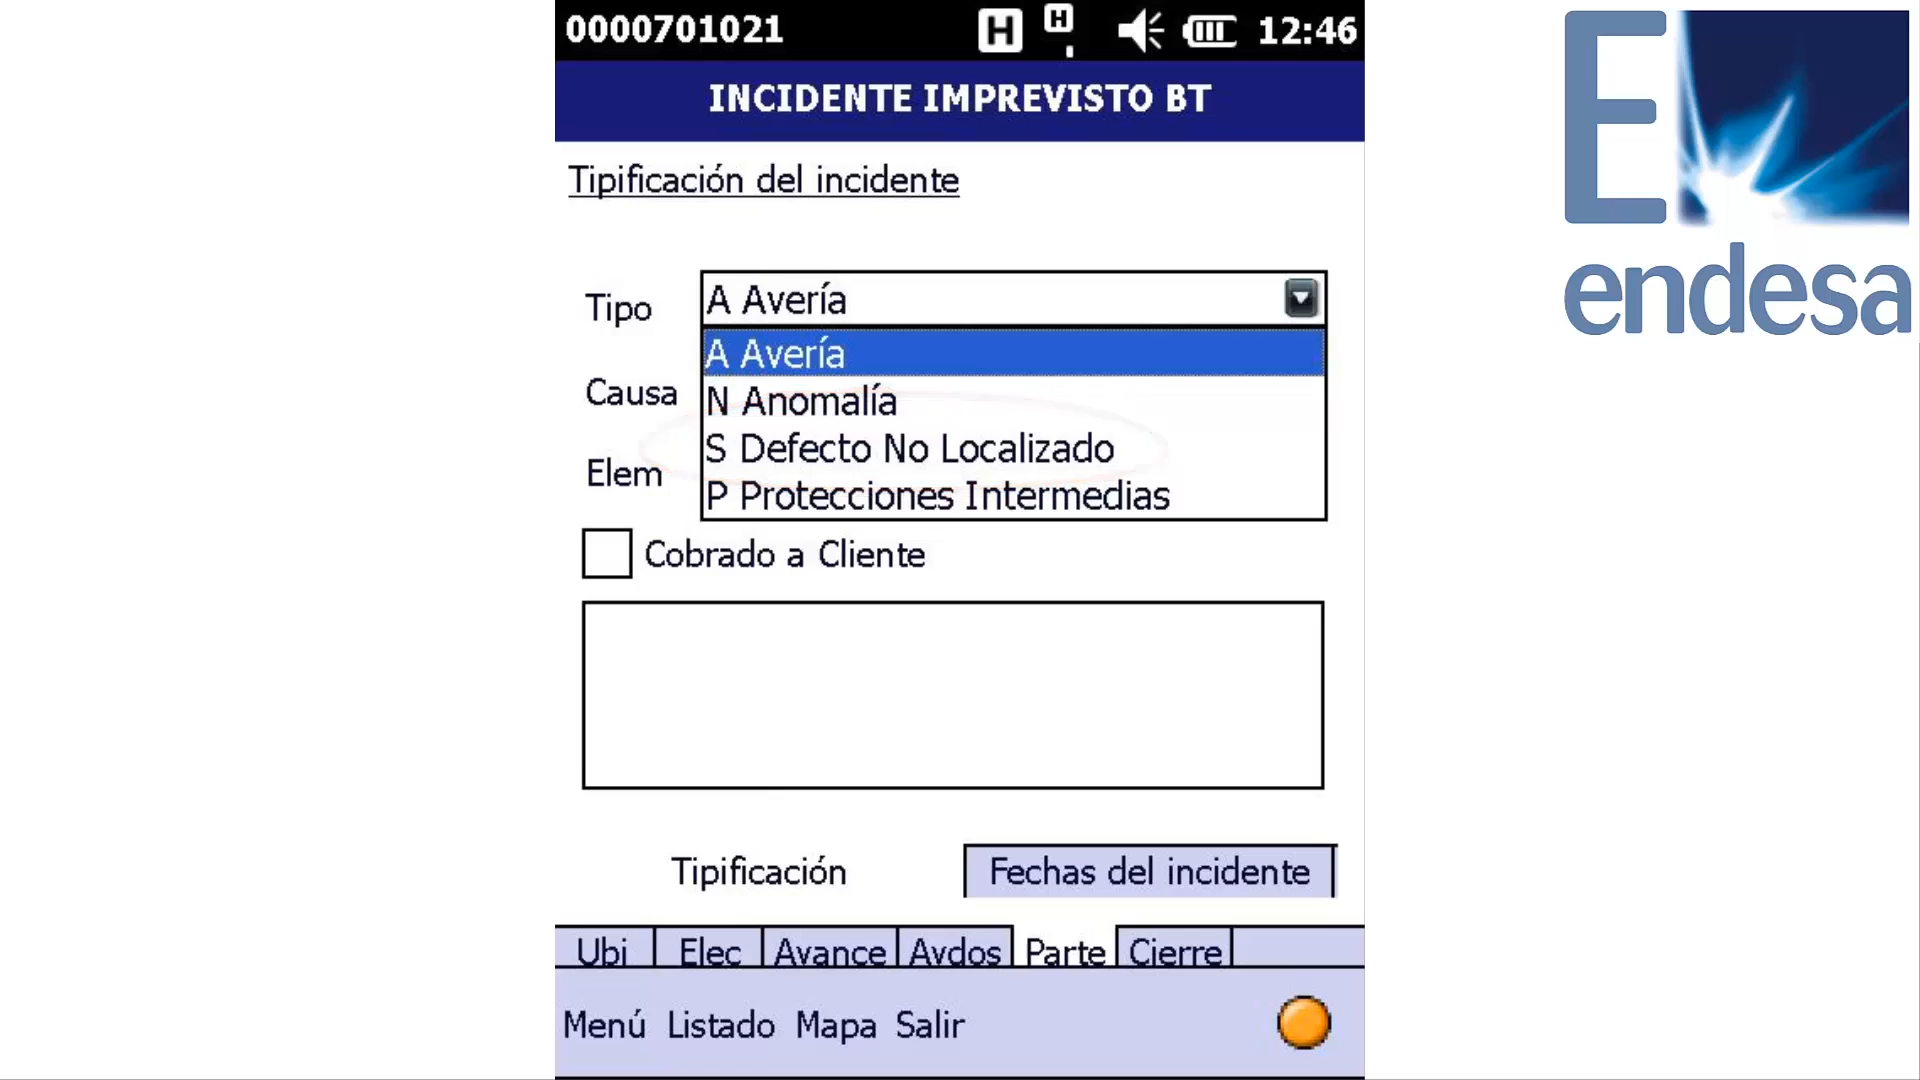 0000701021 H H 12:46
INCIDENTE IMPREVISTO BT
Tipificación del incidente
Tipo A Avería
A Avería
Causa N Anomalía
S Defecto No Localizado
Elem
P Protecciones Intermedias
Cobrado a Cliente
Tipificación Fechas del incidente
Ubi Elec Avance Avdos Parte Cierre
Menú Listado Mapa Salir
E
endesa